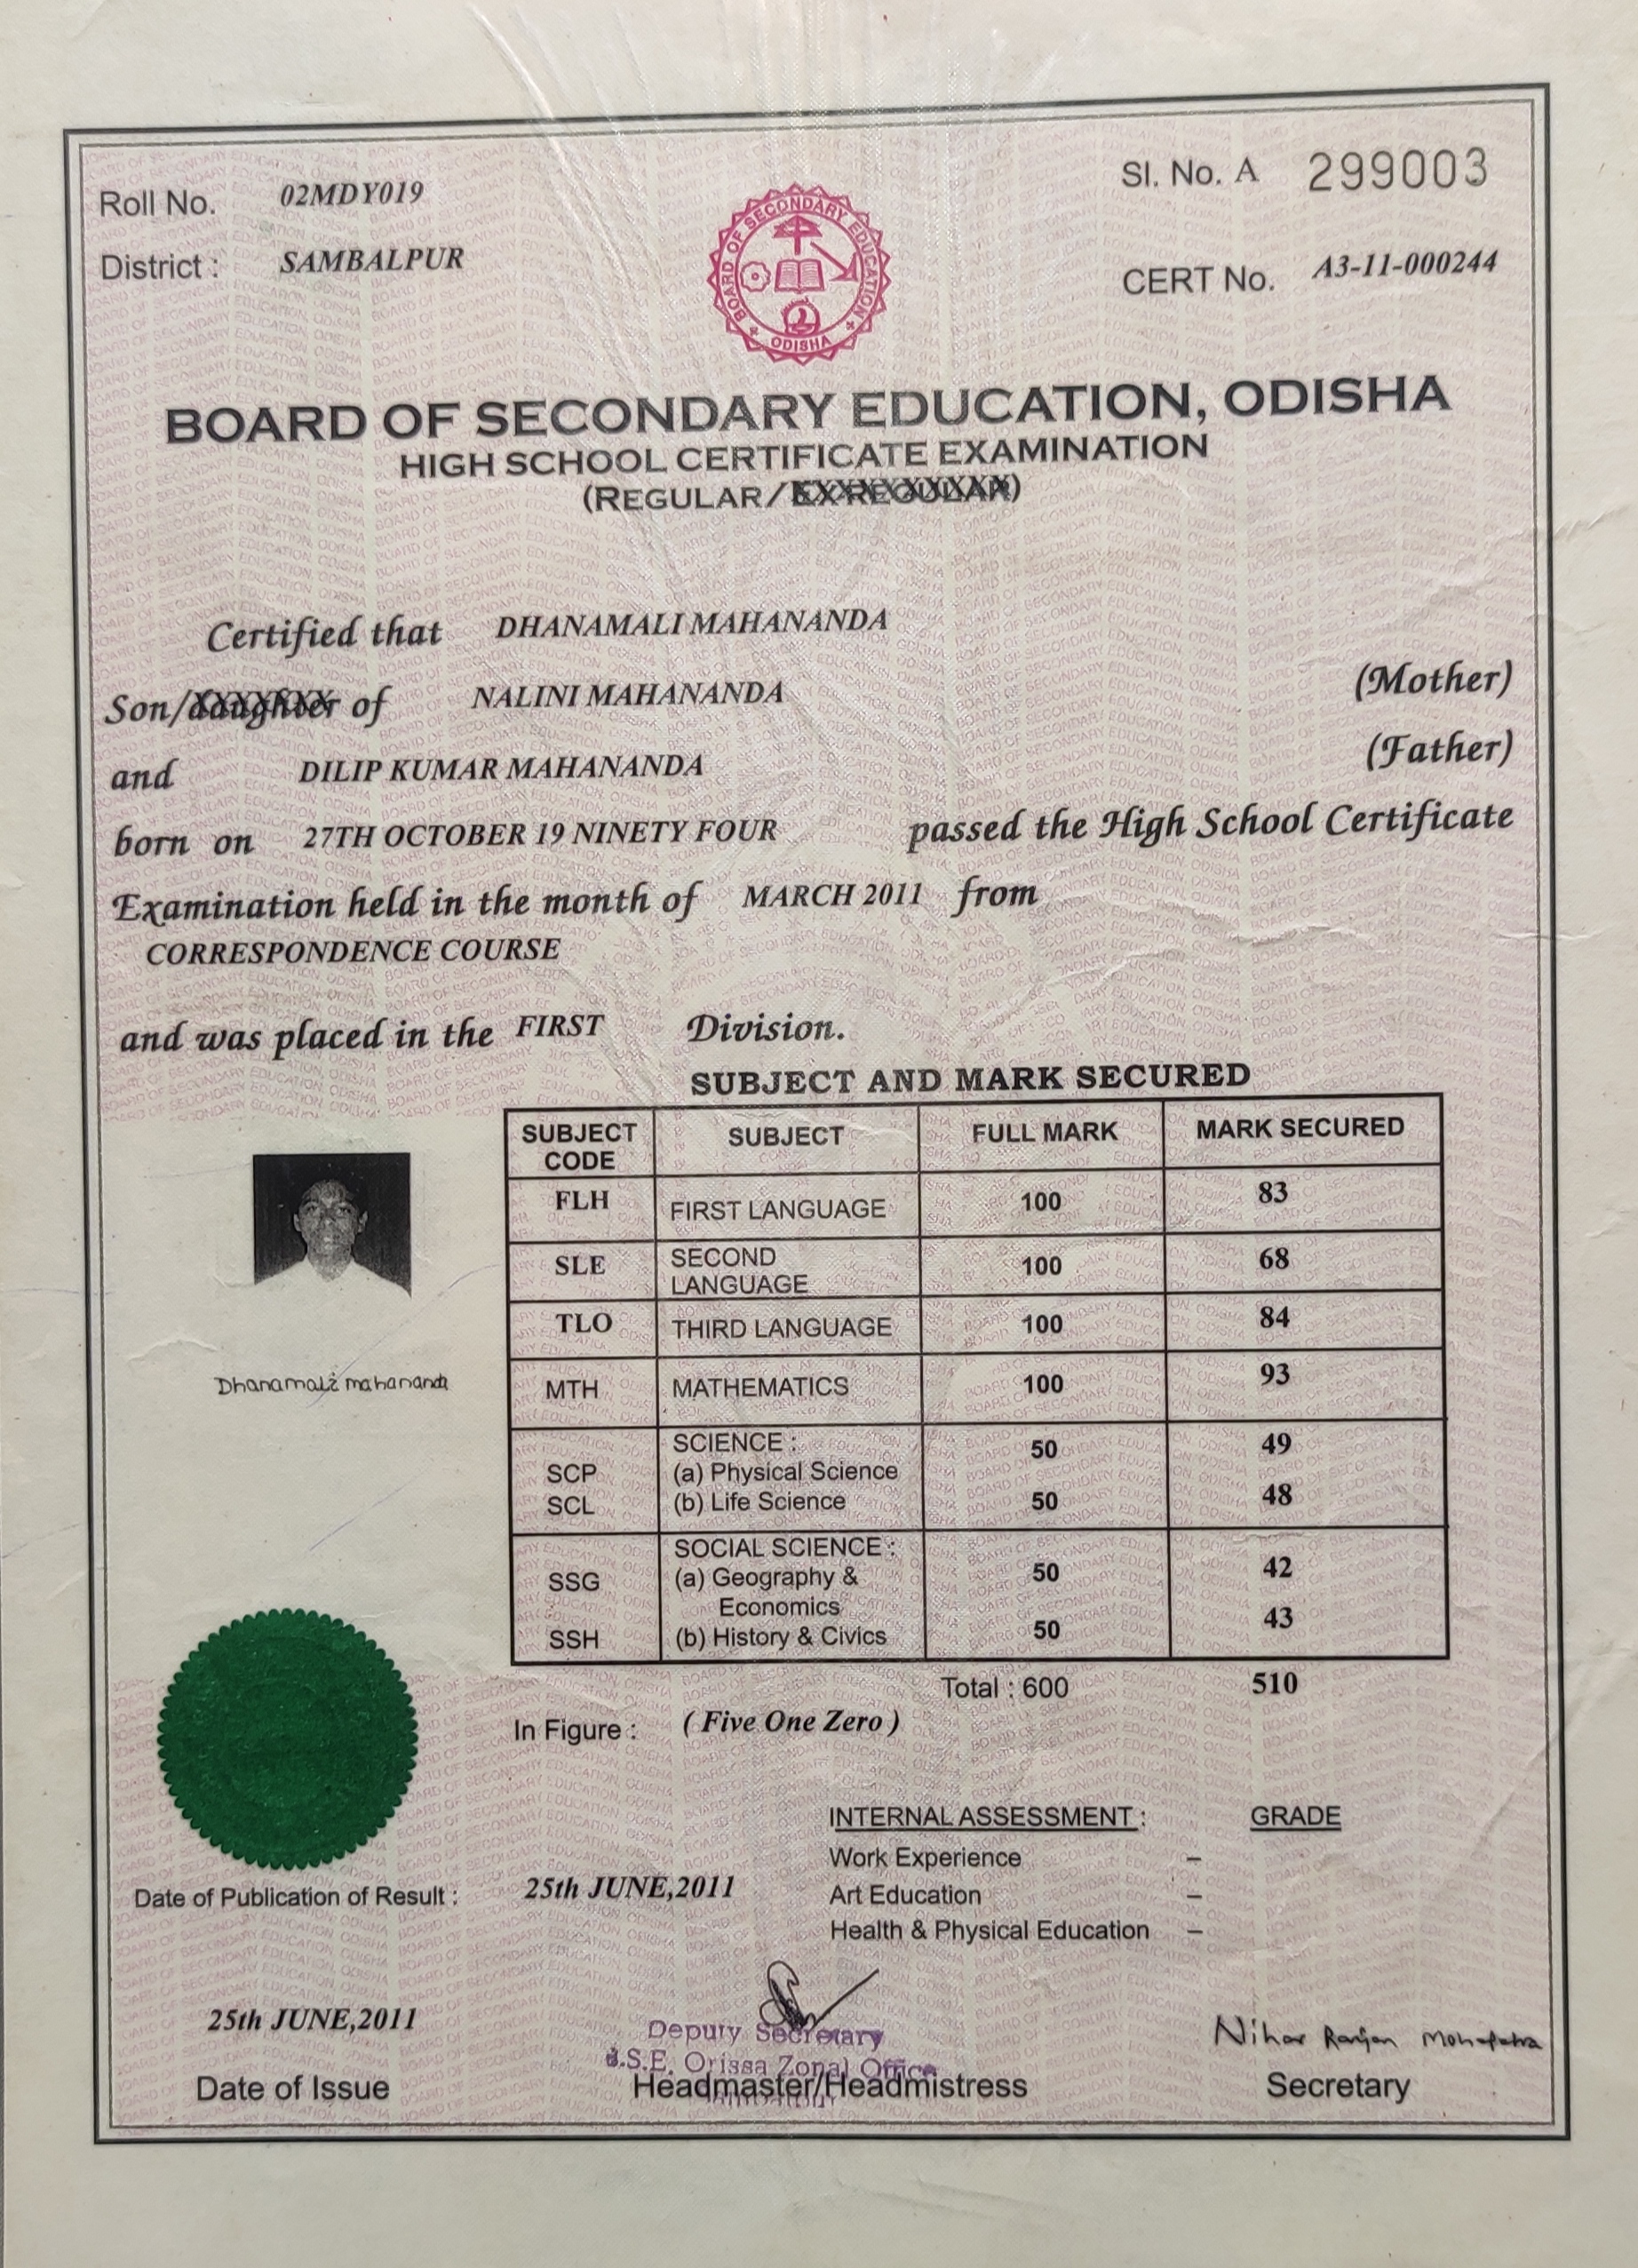 Roll No. 02MDY019
Sl. No. A 299003
District : SAMBALPUR
CERT No. A3-11-000244
BOARD OF SECONDARY EDUCATION
ODISHA
BOARD OF SECONDARY EDUCATION, ODISHA
HIGH SCHOOL CERTIFICATE EXAMINATION
(REGULAR/EX-REGULAR)
Certified that DHANAMALI MAHANANDA
Son/daughter of NALINI MAHANANDA (Mother)
and DILIP KUMAR MAHANANDA (Father)
born on 27TH OCTOBER 19 NINETY FOUR passed the High School Certificate
Examination held in the month of MARCH 2011 from
CORRESPONDENCE COURSE
and was placed in the FIRST Division.
SUBJECT AND MARK SECURED
SUBJECT CODE SUBJECT FULL MARK MARK SECURED
FLH FIRST LANGUAGE 100 83
SLE SECOND LANGUAGE 100 68
TLO THIRD LANGUAGE 100 84
MTH MATHEMATICS 100 93
SCIENCE :
SCP (a) Physical Science 50 49
SCL (b) Life Science 50 48
SOCIAL SCIENCE :
SSG (a) Geography & Economics 50 42
SSH (b) History & Civics 50 43
Total : 600 510
In Figure : ( Five One Zero )
Dhanamali mahananda
INTERNAL ASSESSMENT : GRADE
Work Experience –
Art Education –
Health & Physical Education –
Date of Publication of Result : 25th JUNE,2011
25th JUNE,2011
Date of Issue
Deputy Secretary
B.S.E. Orissa Zonal Office
Headmaster/Headmistress
Nihar Ranjan Mohapatra
Secretary